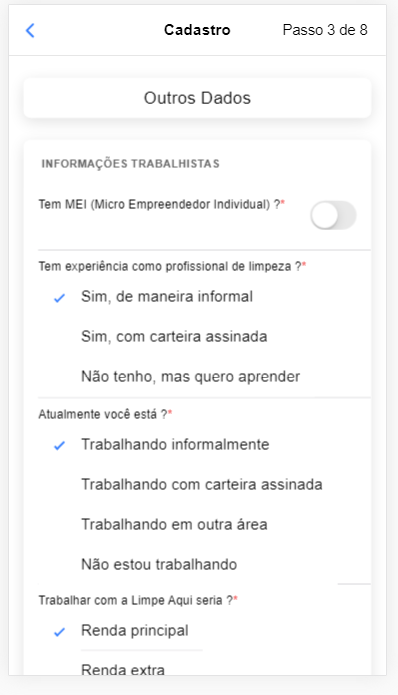 Cadastro
Passo 3 de 8
Outros Dados
INFORMAÇÕES TRABALHISTAS
Tem MEI (Micro Empreendedor Individual) ?*
Tem experiência como profissional de limpeza ?*
Sim, de maneira informal
Sim, com carteira assinada
Não tenho, mas quero aprender
Atualmente você está ?*
Trabalhando informalmente
Trabalhando com carteira assinada
Trabalhando em outra área
Não estou trabalhando
Trabalhar com a Limpe Aqui seria ?*
Renda principal
Renda extra